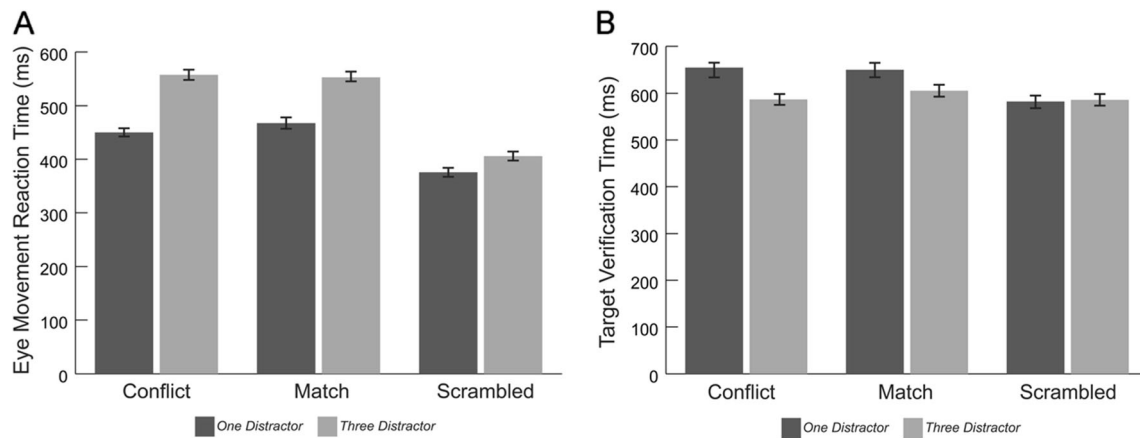 A
Eye Movement Reaction Time (ms)
600
500
400
300
200
100
0
Conflict Match Scrambled
One Distractor Three Distractor
B
Target Verification Time (ms)
700
600
500
400
300
200
100
0
Conflict Match Scrambled
One Distractor Three Distractor